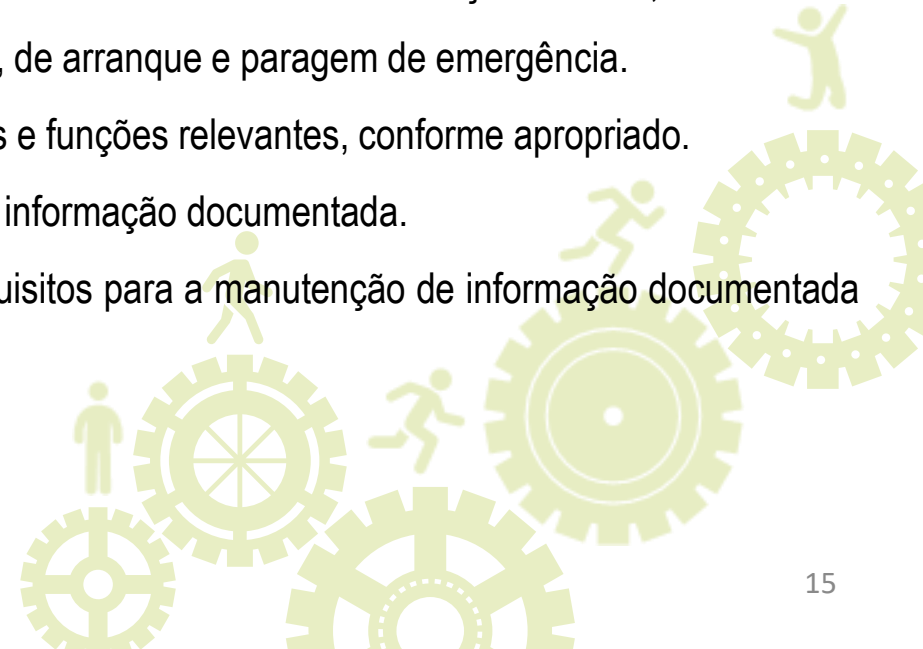 , de arranque e paragem de emergência.
s e funções relevantes, conforme apropriado.
informação documentada.
uisitos para a manutenção de informação documentada
15